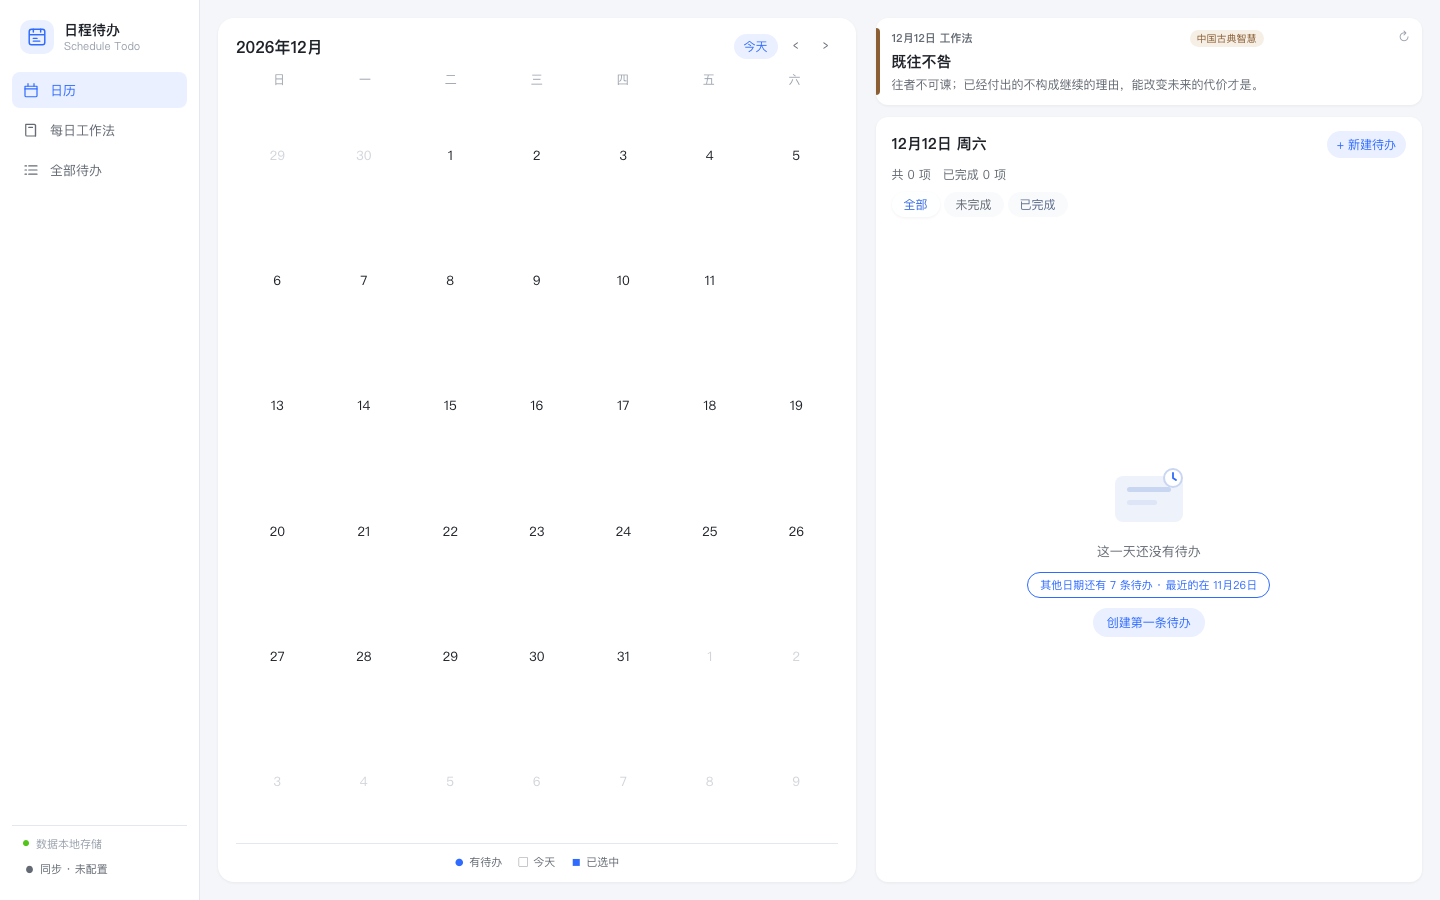 日程待办
Schedule Todo
日历
每日工作法
全部待办
数据本地存储
同步 · 未配置
2026年12月
今天
< >
日 一 二 三 四 五 六
29 30 1 2 3 4 5
6 7 8 9 10 11
13 14 15 16 17 18 19
20 21 22 23 24 25 26
27 28 29 30 31 1 2
3 4 5 6 7 8 9
有待办 今天 已选中
12月12日 工作法
中国古典智慧
既往不咎
往者不可谏；已经付出的不构成继续的理由，能改变未来的代价才是。
12月12日 周六
+ 新建待办
共 0 项 已完成 0 项
全部 未完成 已完成
这一天还没有待办
其他日期还有 7 条待办 · 最近的在 11月26日
创建第一条待办